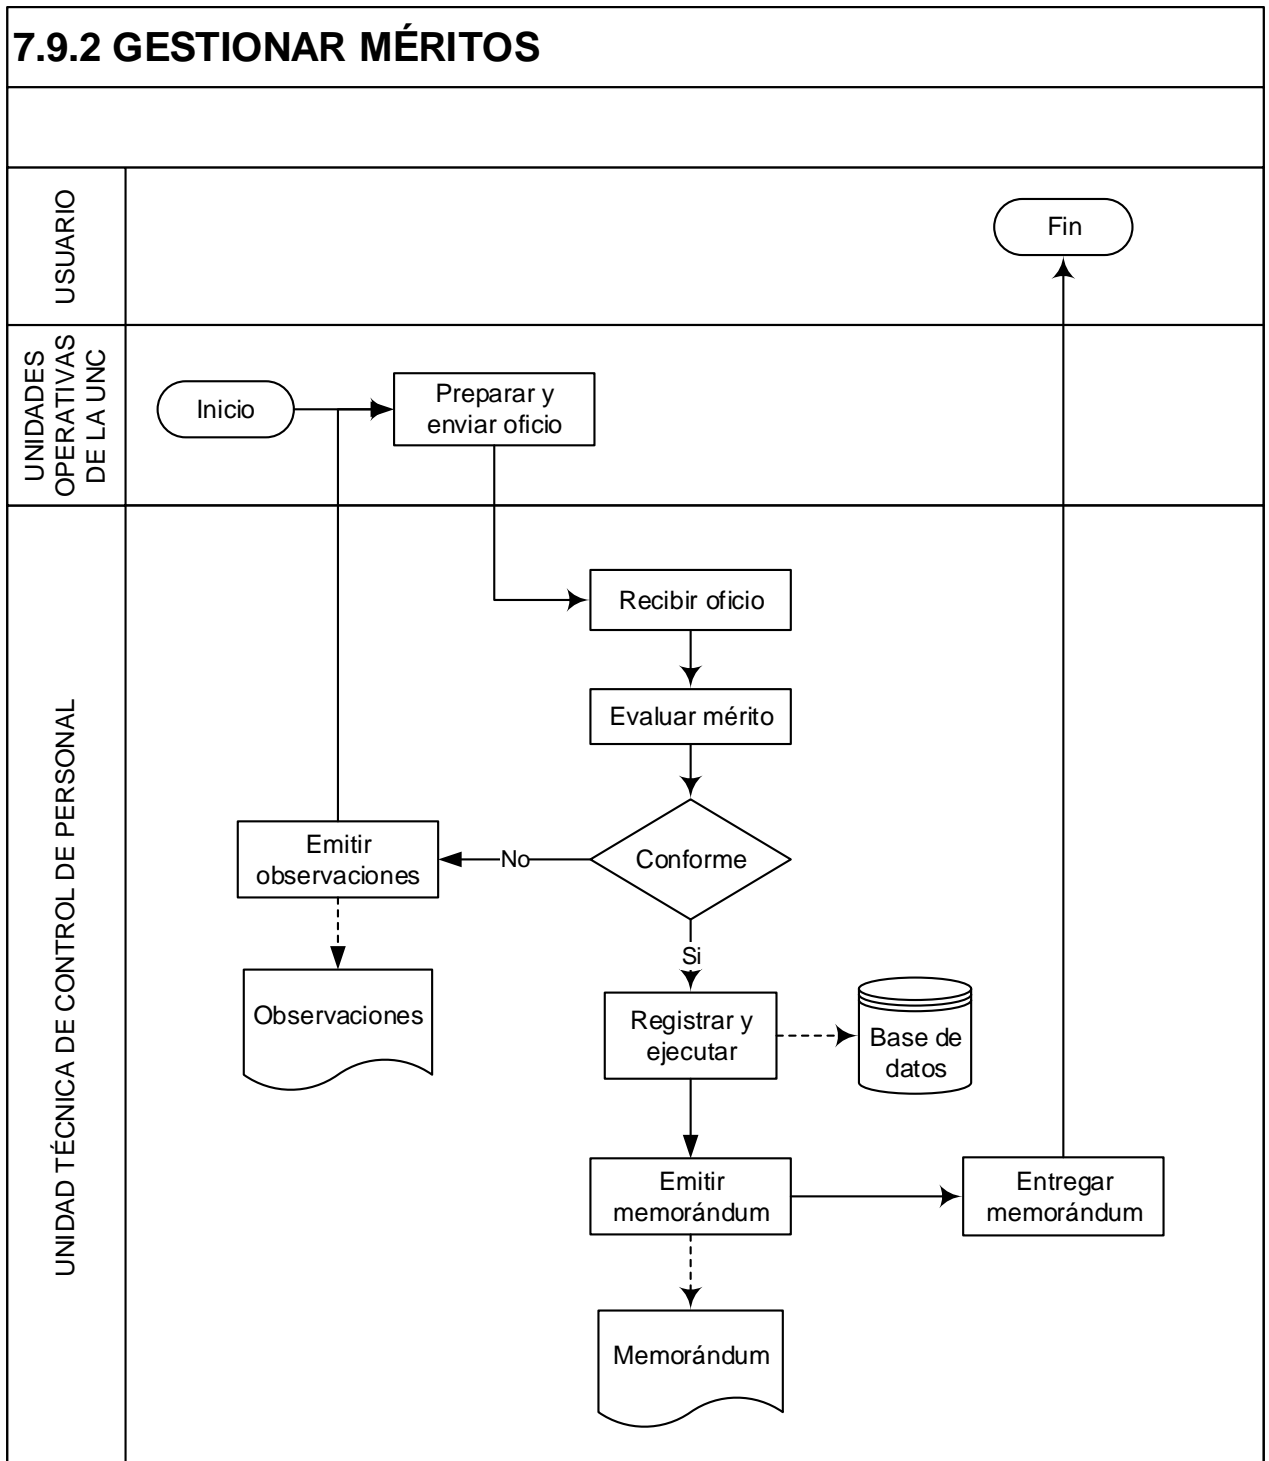 7.9.2 GESTIONAR MÉRITOS
USUARIO
Fin
UNIDADES
OPERATIVAS
DE LA UNC
Inicio
Preparar y
enviar oficio
UNIDAD TÉCNICA DE CONTROL DE PERSONAL
Recibir oficio
Evaluar mérito
Conforme
No
Emitir
observaciones
Observaciones
Si
Registrar y
ejecutar
Base de
datos
Emitir
memorándum
Entregar
memorándum
Memorándum